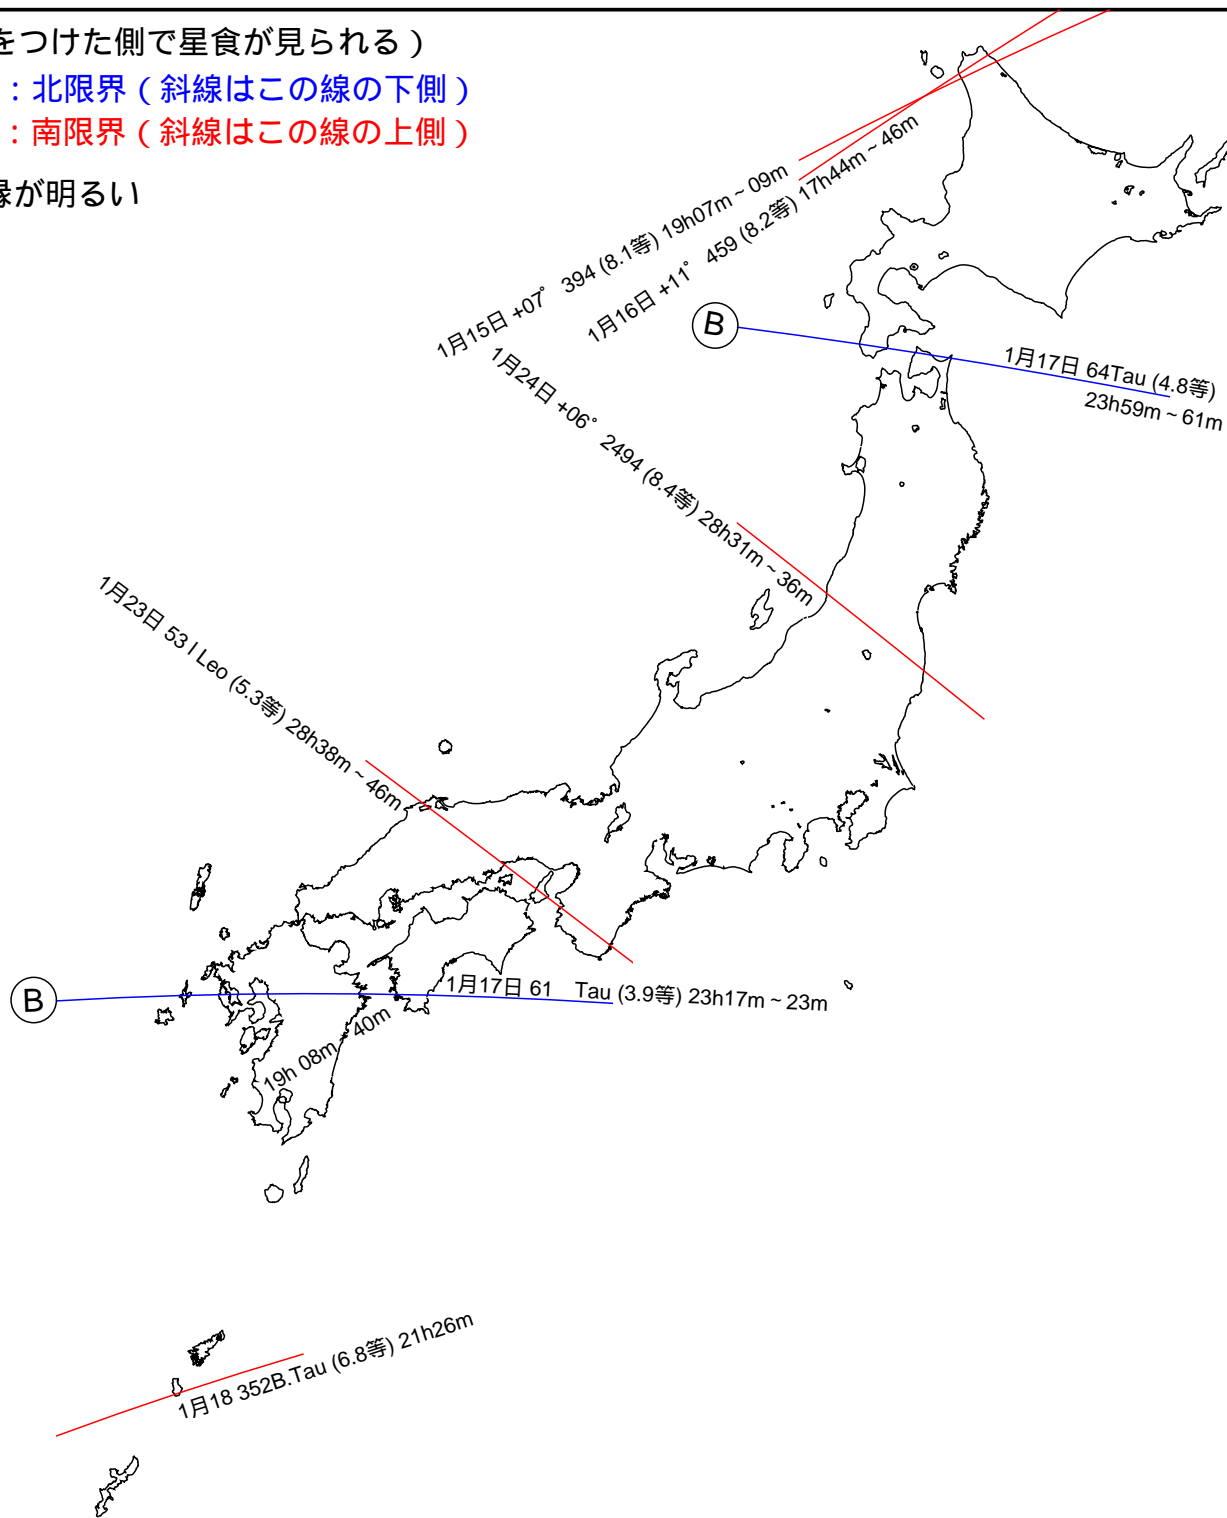 をつけた側で星食が見られる )
: 北限界 ( 斜線はこの線の下側 )
: 南限界 ( 斜線はこの線の上側 )
縁が明るい
1月15日 +07° 394 (8.1等) 19h07m ~ 09m
1月16日 +11° 459 (8.2等) 17h44m ~ 46m
B
1月17日 64Tau (4.8等)
23h59m ~ 61m
1月24日 +06° 2494 (8.4等) 28h31m ~ 36m
1月23日 53 l Leo (5.3等) 28h38m ~ 46m
B
1月17日 61 Tau (3.9等) 23h17m ~ 23m
19h 08m 40m
1月18 352B.Tau (6.8等) 21h26m